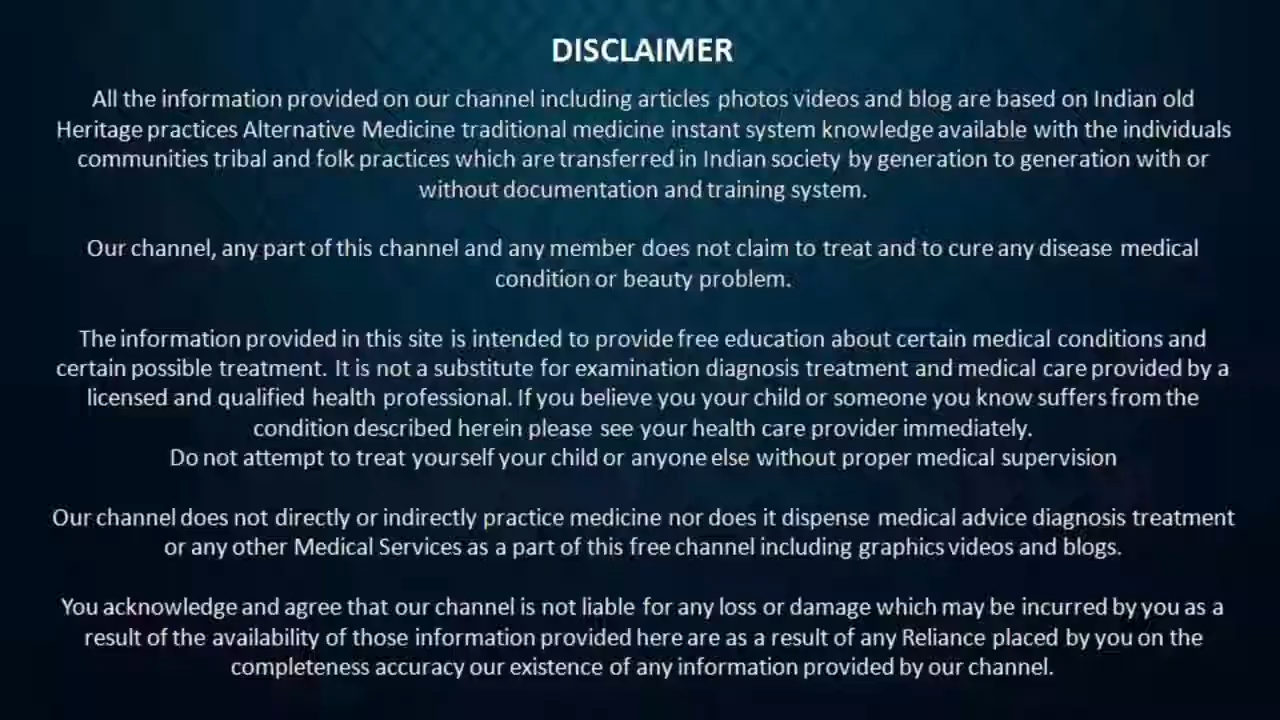 DISCLAIMER
All the information provided on our channel including articles photos videos and blog are based on Indian old
Heritage practices Alternative Medicine traditional medicine instant system knowledge available with the individuals
communities tribal and folk practices which are transferred in Indian society by generation to generation with or
without documentation and training system.
Our channel, any part of this channel and any member does not claim to treat and to cure any disease medical
condition or beauty problem.
The information provided in this site is intended to provide free education about certain medical conditions and
certain possible treatment. It is not a substitute for examination diagnosis treatment and medical care provided by a
licensed and qualified health professional. If you believe you your child or someone you know suffers from the
condition described herein please see your health care provider immediately.
Do not attempt to treat yourself your child or anyone else without proper medical supervision
Our channel does not directly or indirectly practice medicine nor does it dispense medical advice diagnosis treatment
or any other Medical Services as a part of this free channel including graphics videos and blogs.
You acknowledge and agree that our channel is not liable for any loss or damage which may be incurred by you as a
result of the availability of those information provided here are as a result of any Reliance placed by you on the
completeness accuracy our existence of any information provided by our channel.